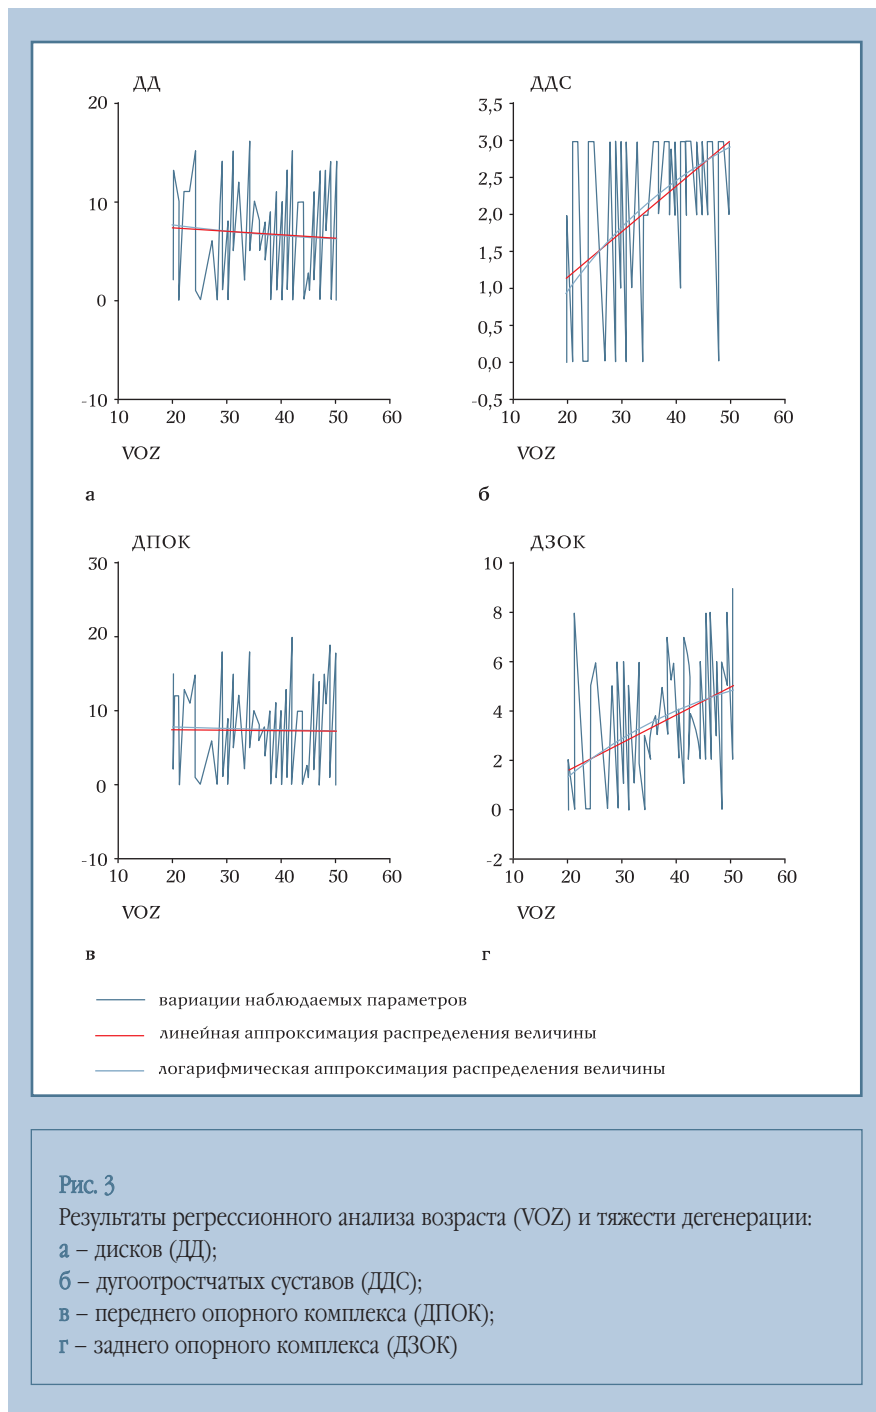 ДД
20
10
0
-10
10 20 30 40 50 60
VOZ
а
ДДС
3,5
3,0
2,5
2,0
1,5
1,0
0,5
0,0
-0,5
10 20 30 40 50 60
VOZ
б
ДПОК
30
20
10
0
-10
10 20 30 40 50 60
VOZ
в
ДЗОК
10
8
6
4
2
0
-2
10 20 30 40 50 60
VOZ
г
вариации наблюдаемых параметров
линейная аппроксимация распределения величины
логарифмическая аппроксимация распределения величины
Рис. 3
Результаты регрессионного анализа возраста (VOZ) и тяжести дегенерации:
а – дисков (ДД);
б – дугоотростчатых суставов (ДДС);
в – переднего опорного комплекса (ДПОК);
г – заднего опорного комплекса (ДЗОК)